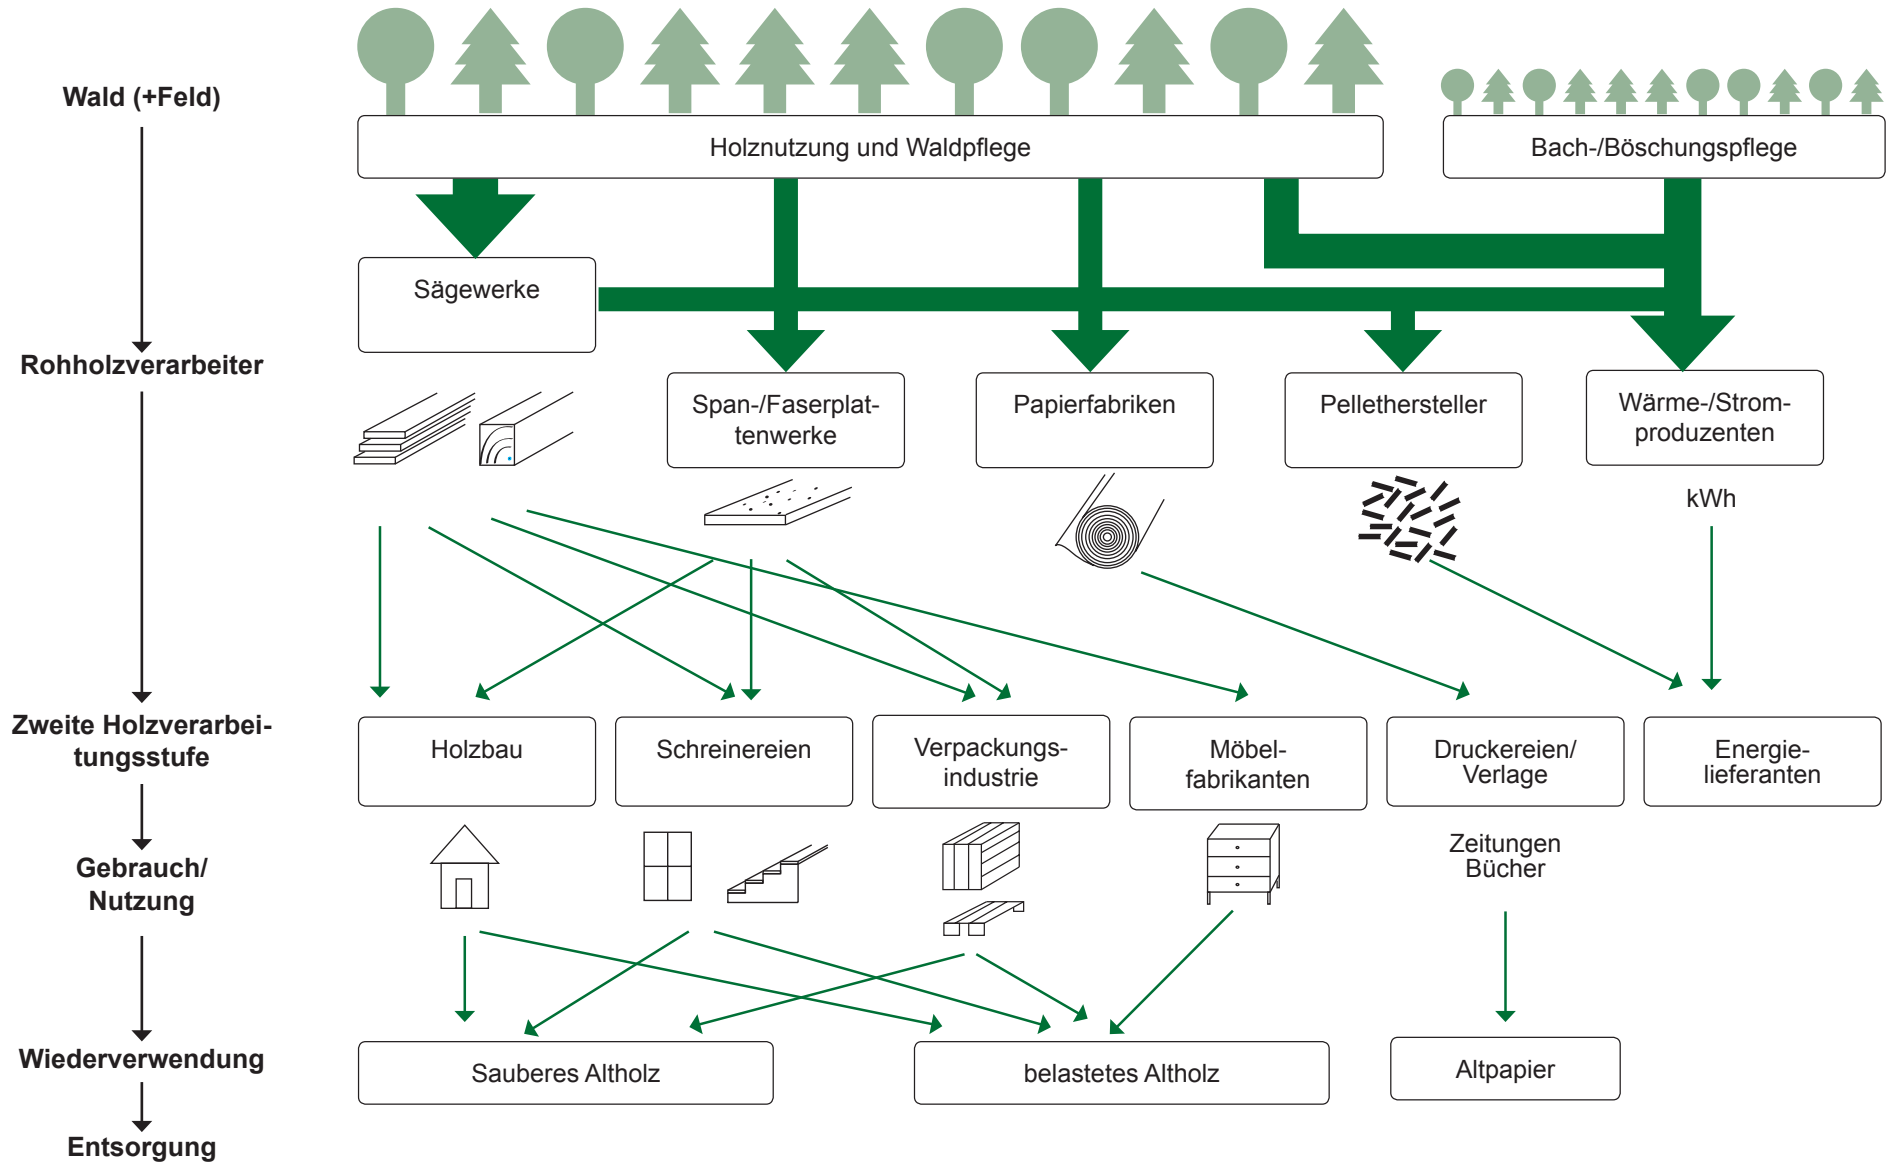 Wald (+Feld)
Holznutzung und Waldpflege
Bach-/Böschungspflege
Sägewerke
Rohholzverarbeiter
Span-/Faserplat-
tenwerke
Papierfabriken
Pellethersteller
Wärme-/Strom-
produzenten
kWh
Zweite Holzverarbei-
tungsstufe
Holzbau
Schreinereien
Verpackungs-
industrie
Möbel-
fabrikanten
Druckereien/
Verlage
Energie-
lieferanten
Gebrauch/
Nutzung
Zeitungen
Bücher
Wiederverwendung
Sauberes Altholz
belastetes Altholz
Altpapier
Entsorgung